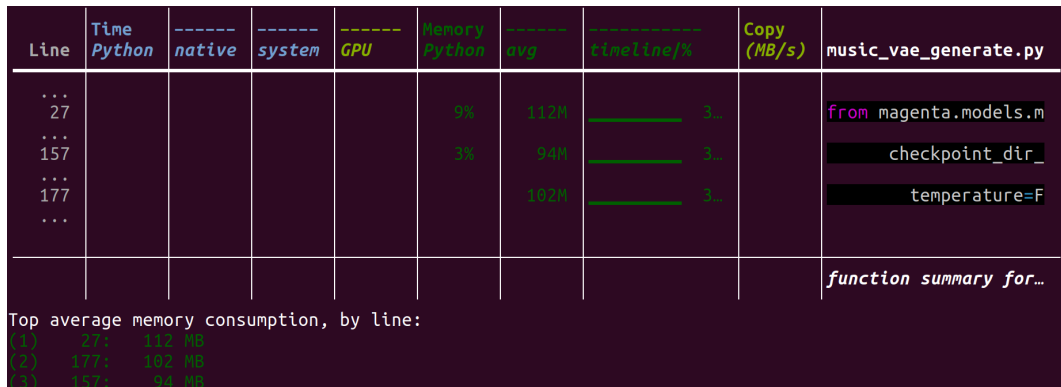 Time ------ ------ ------ Memory ------ ----------- Copy
Line Python native system GPU Python avg timeline/% (MB/s) music_vae_generate.py
...
27 9% 112M 3… from magenta.models.m
...
157 3% 94M 3… checkpoint_dir_
...
177 102M 3… temperature=F
...
function summary for…
Top average memory consumption, by line:
(1) 27: 112 MB
(2) 177: 102 MB
(3) 157: 94 MB